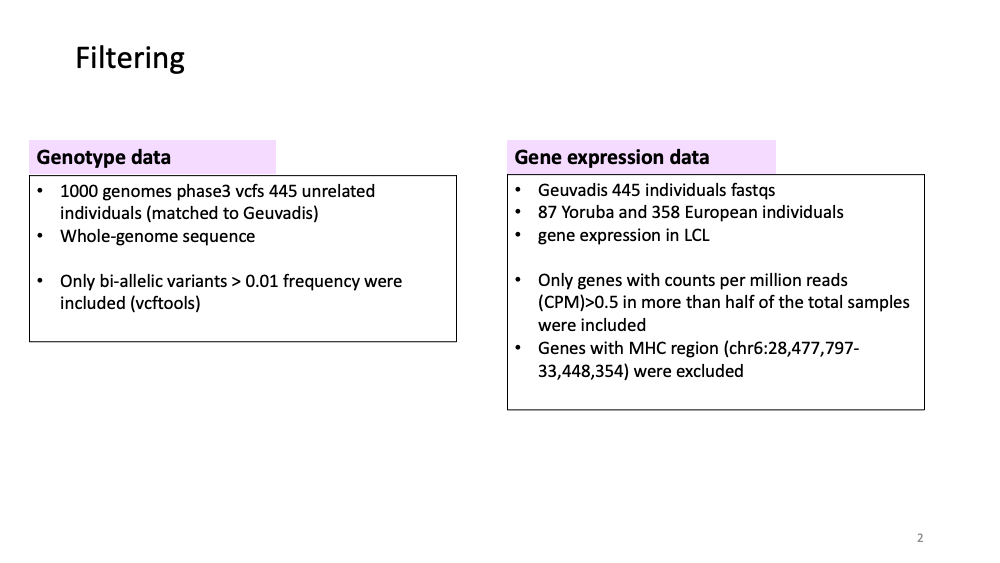 Filtering
Genotype data
• 1000 genomes phase3 vcfs 445 unrelated
individuals (matched to Geuvadis)
• Whole-genome sequence
• Only bi-allelic variants > 0.01 frequency were
included (vcftools)
Gene expression data
• Geuvadis 445 individuals fastqs
• 87 Yoruba and 358 European individuals
• gene expression in LCL
• Only genes with counts per million reads
(CPM)>0.5 in more than half of the total samples
were included
• Genes with MHC region (chr6:28,477,797-
33,448,354) were excluded
2